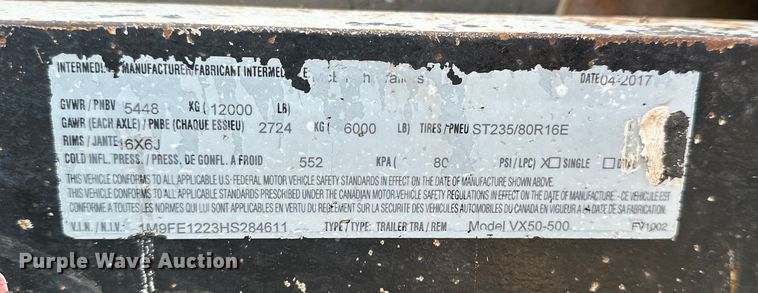 MANUFACTURER/FABRICANT INTERMED DATE 04-2017
GVWR / PNBV 5448 KG ( 12000 LB)
GAWR (EACH AXLE) / PNBE (CHAQUE ESSIEU) 2724 KG ( 6000 LB) TIRES/PNEU ST235/80R16E
RIMS / JANTE 16X6J
COLD INFL. PRESS. / PRESS. DE GONFL. A FROID 552 KPA ( 80 PSI / LPC) X SINGLE
THIS VEHICLE CONFORMS TO ALL APPLICABLE U.S- FEDERAL MOTOR VEHICLE SAFETY STANDARDS IN EFFECT ON THE DATE OF MANUFACTURE SHOWN ABOVE.
THIS VEHICLE CONFORMS TO ALL APPLICABLE STANDARDS PRESCRIBED UNDER THE CANADIAN MOTOR VEHICLE SAFETY REGULATIONS IN EFFECT ON THE DATE OF MANUFACTURE. - CE VEHICULE EST
CONFORME A TOUTES LES NORMES QUI LUI SONT APPLICABLES EN VERTU DU REGLEMENT SUR LA SECURITE DES VEHICULES AUTOMOBILES DU CANADA EN VIGUEUR A LA DATE DE SA FABRICATION.
V.I.N. / N.I.V: 1M9FE1223HS284611 TYPE / TYPE: TRAILER TRA / REM Model VX50-500 FV1002
Purple Wave Auction